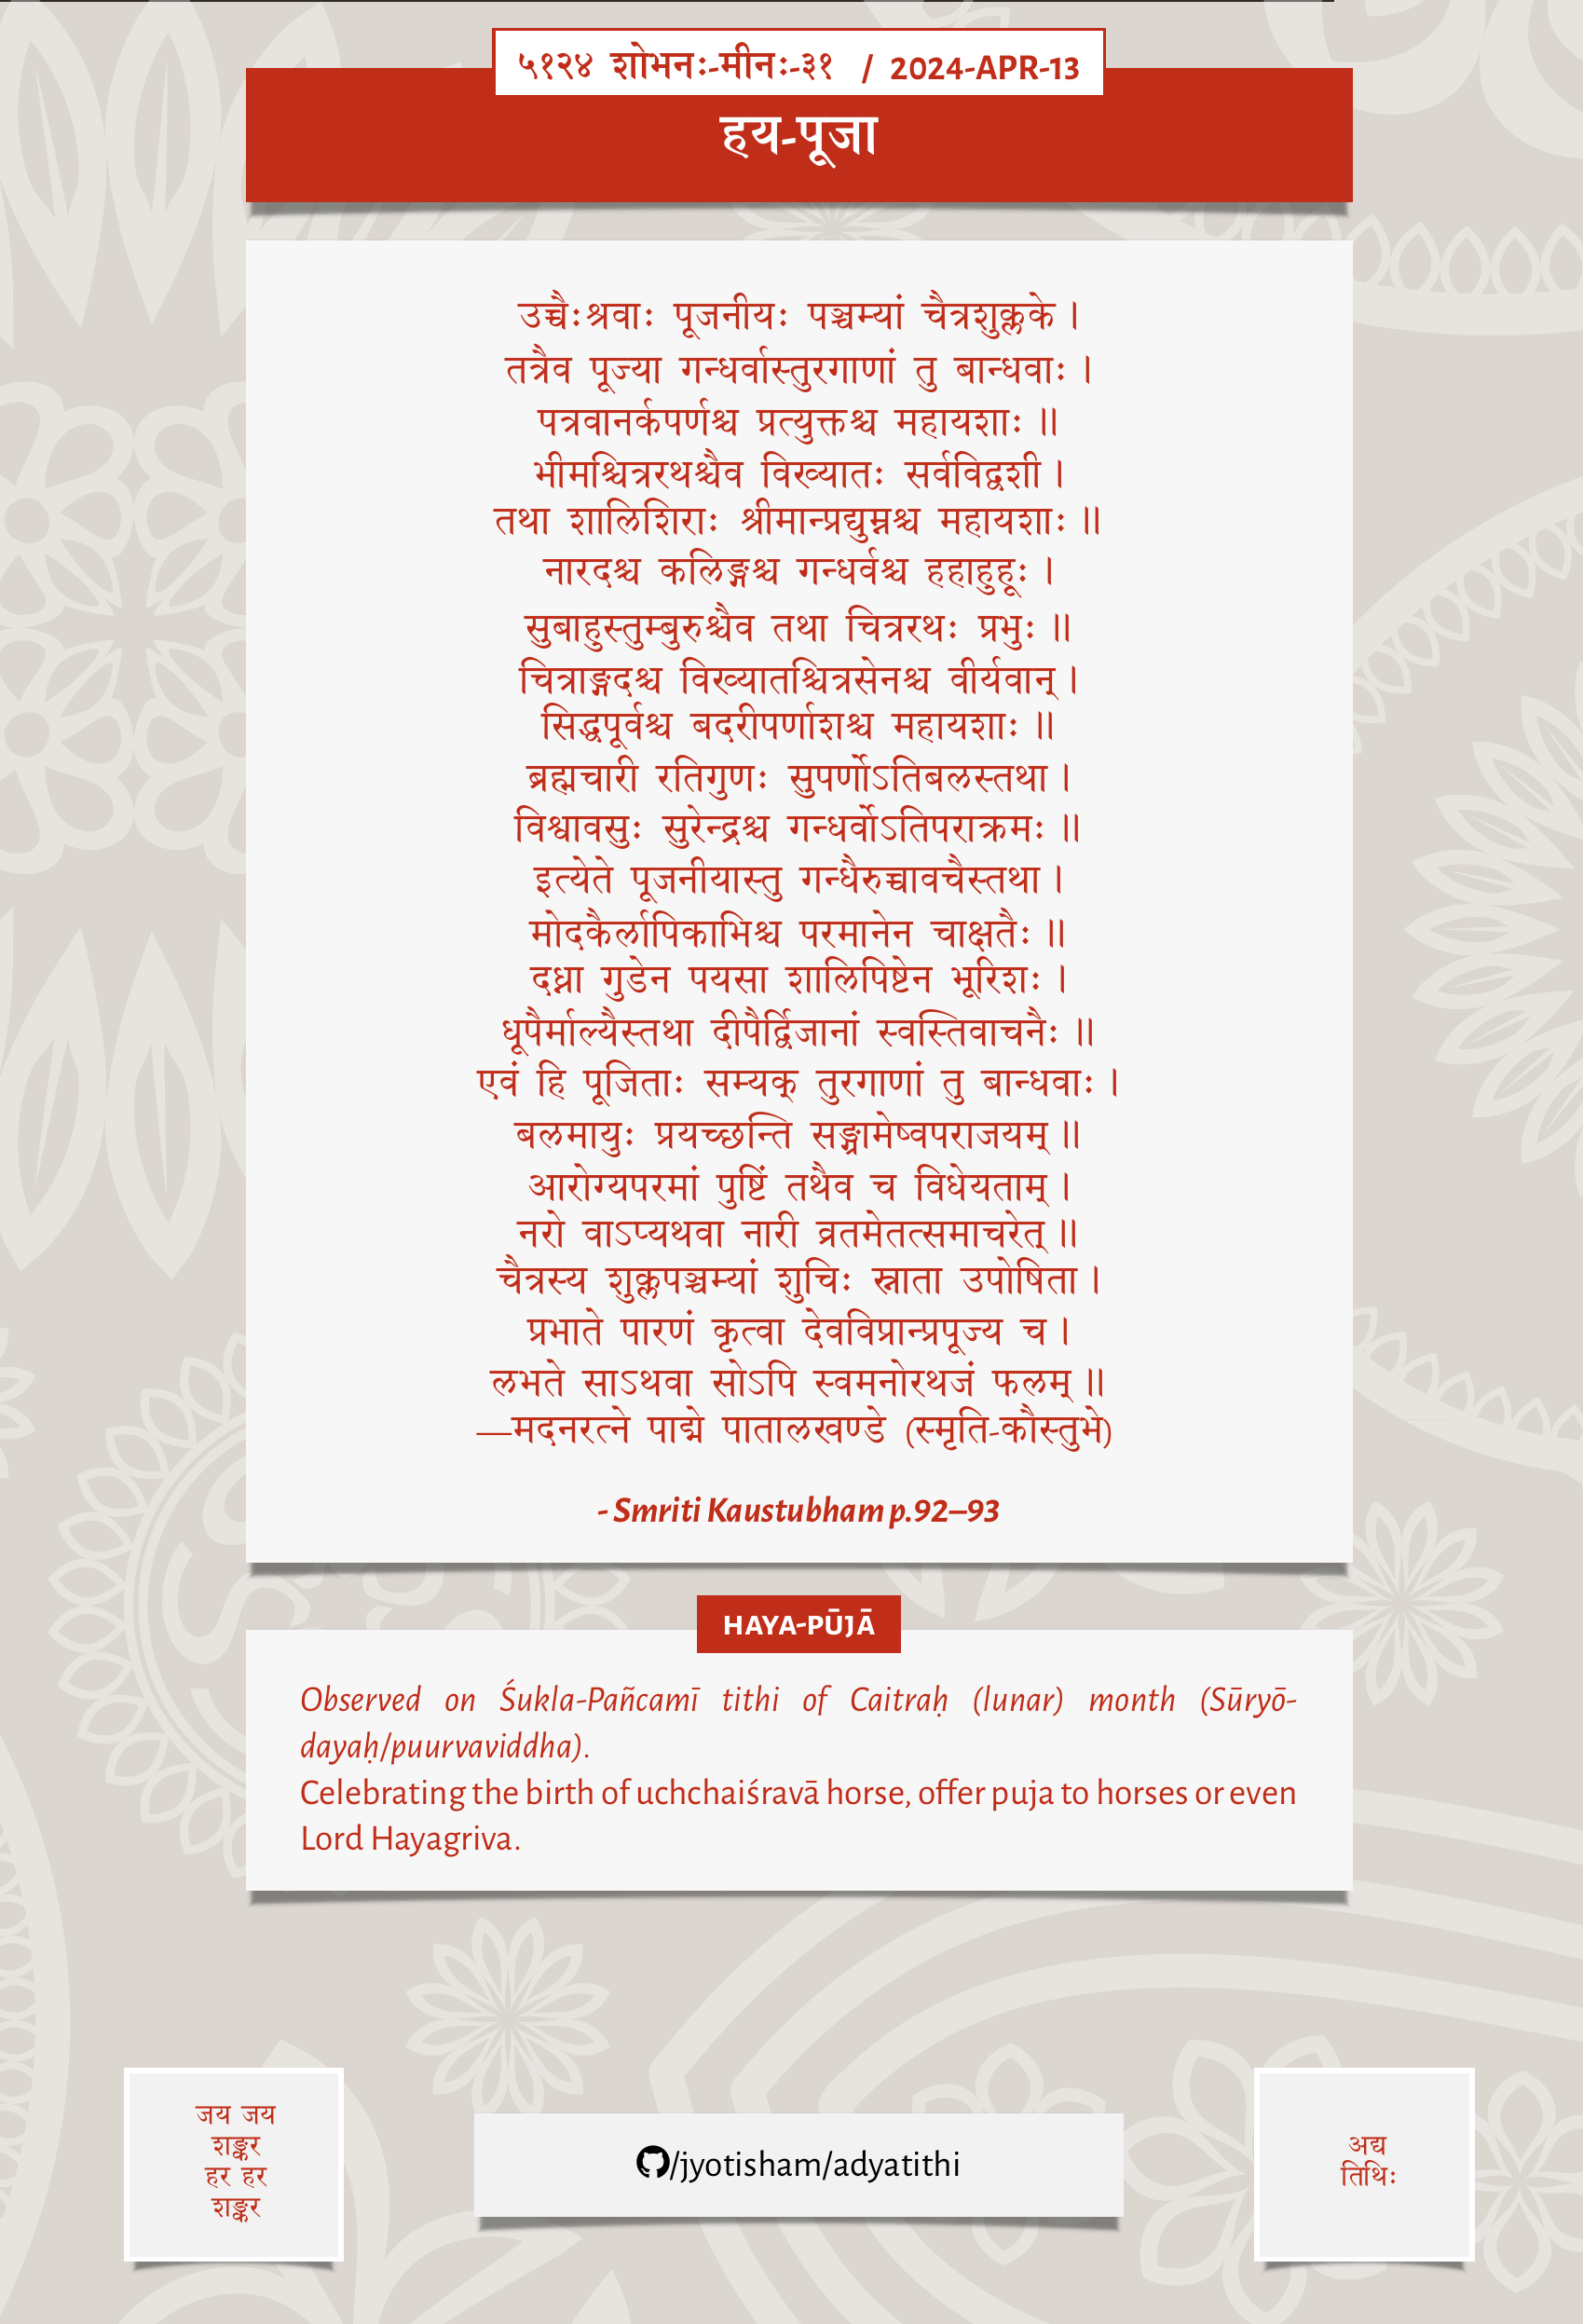 ५१२४ शोभनः-मीनः-३१ / 2024-APR-13
हय-पूजा
उच्चैःश्रवाः पूजनीयः पञ्चम्यां चैत्रशुक्लके ।
तत्रैव पूज्या गन्धर्वास्तुरगाणां तु बान्धवाः ।
पत्रवानर्कपर्णश्च प्रत्युक्तश्च महायशाः ॥
भीमश्चित्ररथश्चैव विख्यातः सर्वविद्वशी ।
तथा शालिशिराः श्रीमान्प्रद्युम्नश्च महायशाः ॥
नारदश्च कलिङ्गश्च गन्धर्वश्च हहाहुहूः ।
सुबाहुस्तुम्बुरुश्चैव तथा चित्ररथः प्रभुः ॥
चित्राङ्गदश्च विख्यातश्चित्रसेनश्च वीर्यवान् ।
सिद्धपूर्वश्च बदरीपर्णाशश्च महायशाः ॥
ब्रह्मचारी रतिगुणः सुपर्णोऽतिबलस्तथा ।
विश्वावसुः सुरेन्द्रश्च गन्धर्वोऽतिपराक्रमः ॥
इत्येते पूजनीयास्तु गन्धैरुच्चावचैस्तथा ।
मोदकैर्लापिकाभिश्च परमानेन चाक्षतैः ॥
दध्ना गुडेन पयसा शालिपिष्टेन भूरिशः ।
धूपैर्माल्यैस्तथा दीपैर्द्विजानां स्वस्तिवाचनैः ॥
एवं हि पूजिताः सम्यक् तुरगाणां तु बान्धवाः ।
बलमायुः प्रयच्छन्ति सङ्ग्रामेष्वपराजयम् ॥
आरोग्यपरमां पुष्टिं तथैव च विधेयताम् ।
नरो वाऽप्यथवा नारी व्रतमेतत्समाचरेत् ॥
चैत्रस्य शुक्लपञ्चम्यां शुचिः स्नाता उपोषिता ।
प्रभाते पारणं कृत्वा देवविप्रान्प्रपूज्य च ।
लभते साऽथवा सोऽपि स्वमनोरथजं फलम् ॥
—मदनरत्ने पाद्मे पातालखण्डे (स्मृति-कौस्तुभे)
- Smriti Kaustubham p.92–93
HAYA-PŪJĀ
Observed on Śukla-Pañcamī tithi of Caitraḥ (lunar) month (Sūryō-
dayaḥ/puurvaviddha).
Celebrating the birth of uchchaiśravā horse, offer puja to horses or even
Lord Hayagriva.
जय जय
शङ्कर
हर हर
शङ्कर
/jyotisham/adyatithi
अद्य
तिथिः